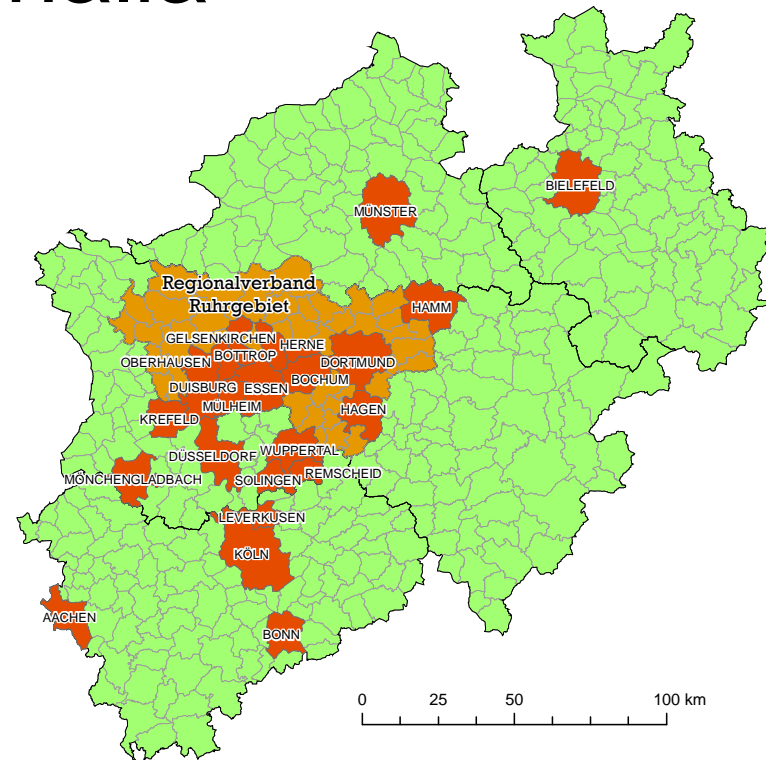 BIELEFELD
MÜNSTER
Regionalverband
Ruhrgebiet
HAMM
GELSENKIRCHEN
HERNE
BOTTROP
OBERHAUSEN
DORTMUND
BOCHUM
DUISBURG
ESSEN
MÜLHEIM
HAGEN
KREFELD
WUPPERTAL
DÜSSELDORF
REMSCHEID
MÖNCHENGLADBACH
SOLINGEN
LEVERKUSEN
KÖLN
AACHEN
BONN
0 25 50 100 km